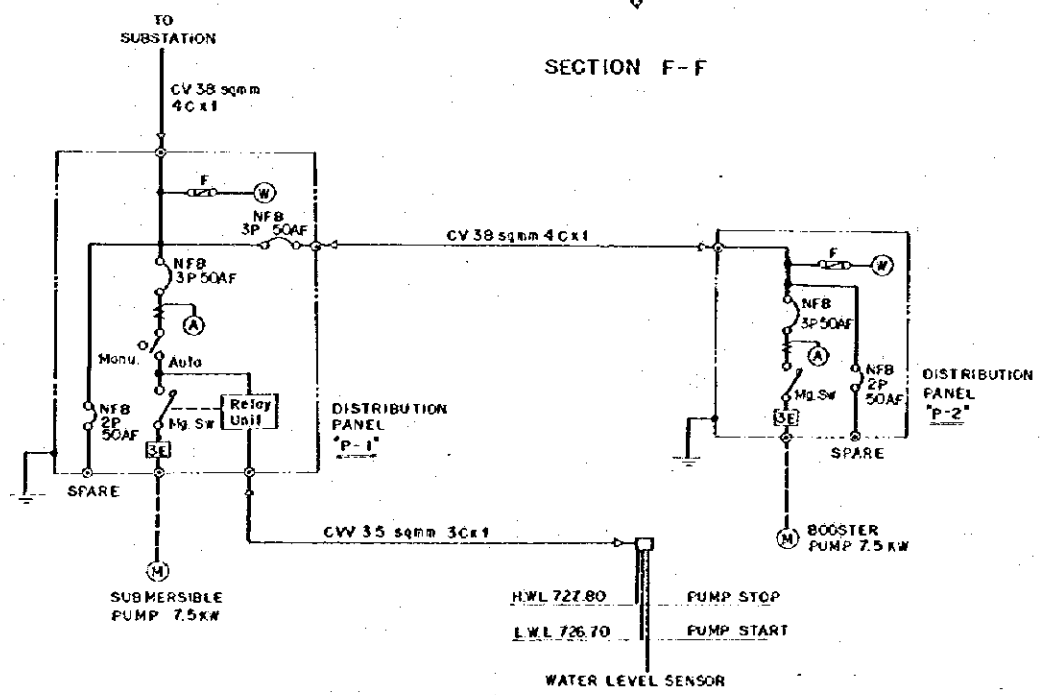 TO
SUBSTATION
SECTION F-F
CV 38 sqmm
4C x 1
F
W
NFB
3P 50AF
CV 38 sqmm 4C x 1
NFB
3P 50AF
A
Manu.
Auto
NFB
2P
50AF
Mg. Sw
Relay
Unit
3E
DISTRIBUTION
PANEL
"P-1"
SPARE
M
SUBMERSIBLE
PUMP 7.5 KW
F
W
NFB
3P 50AF
A
NFB
2P
50AF
Mg. Sw
3E
DISTRIBUTION
PANEL
"P-2"
SPARE
M
BOOSTER
PUMP 7.5 KW
CVV 3.5 sqmm 3C x 1
H.W.L 727.80 PUMP STOP
L.W.L 726.70 PUMP START
WATER LEVEL SENSOR